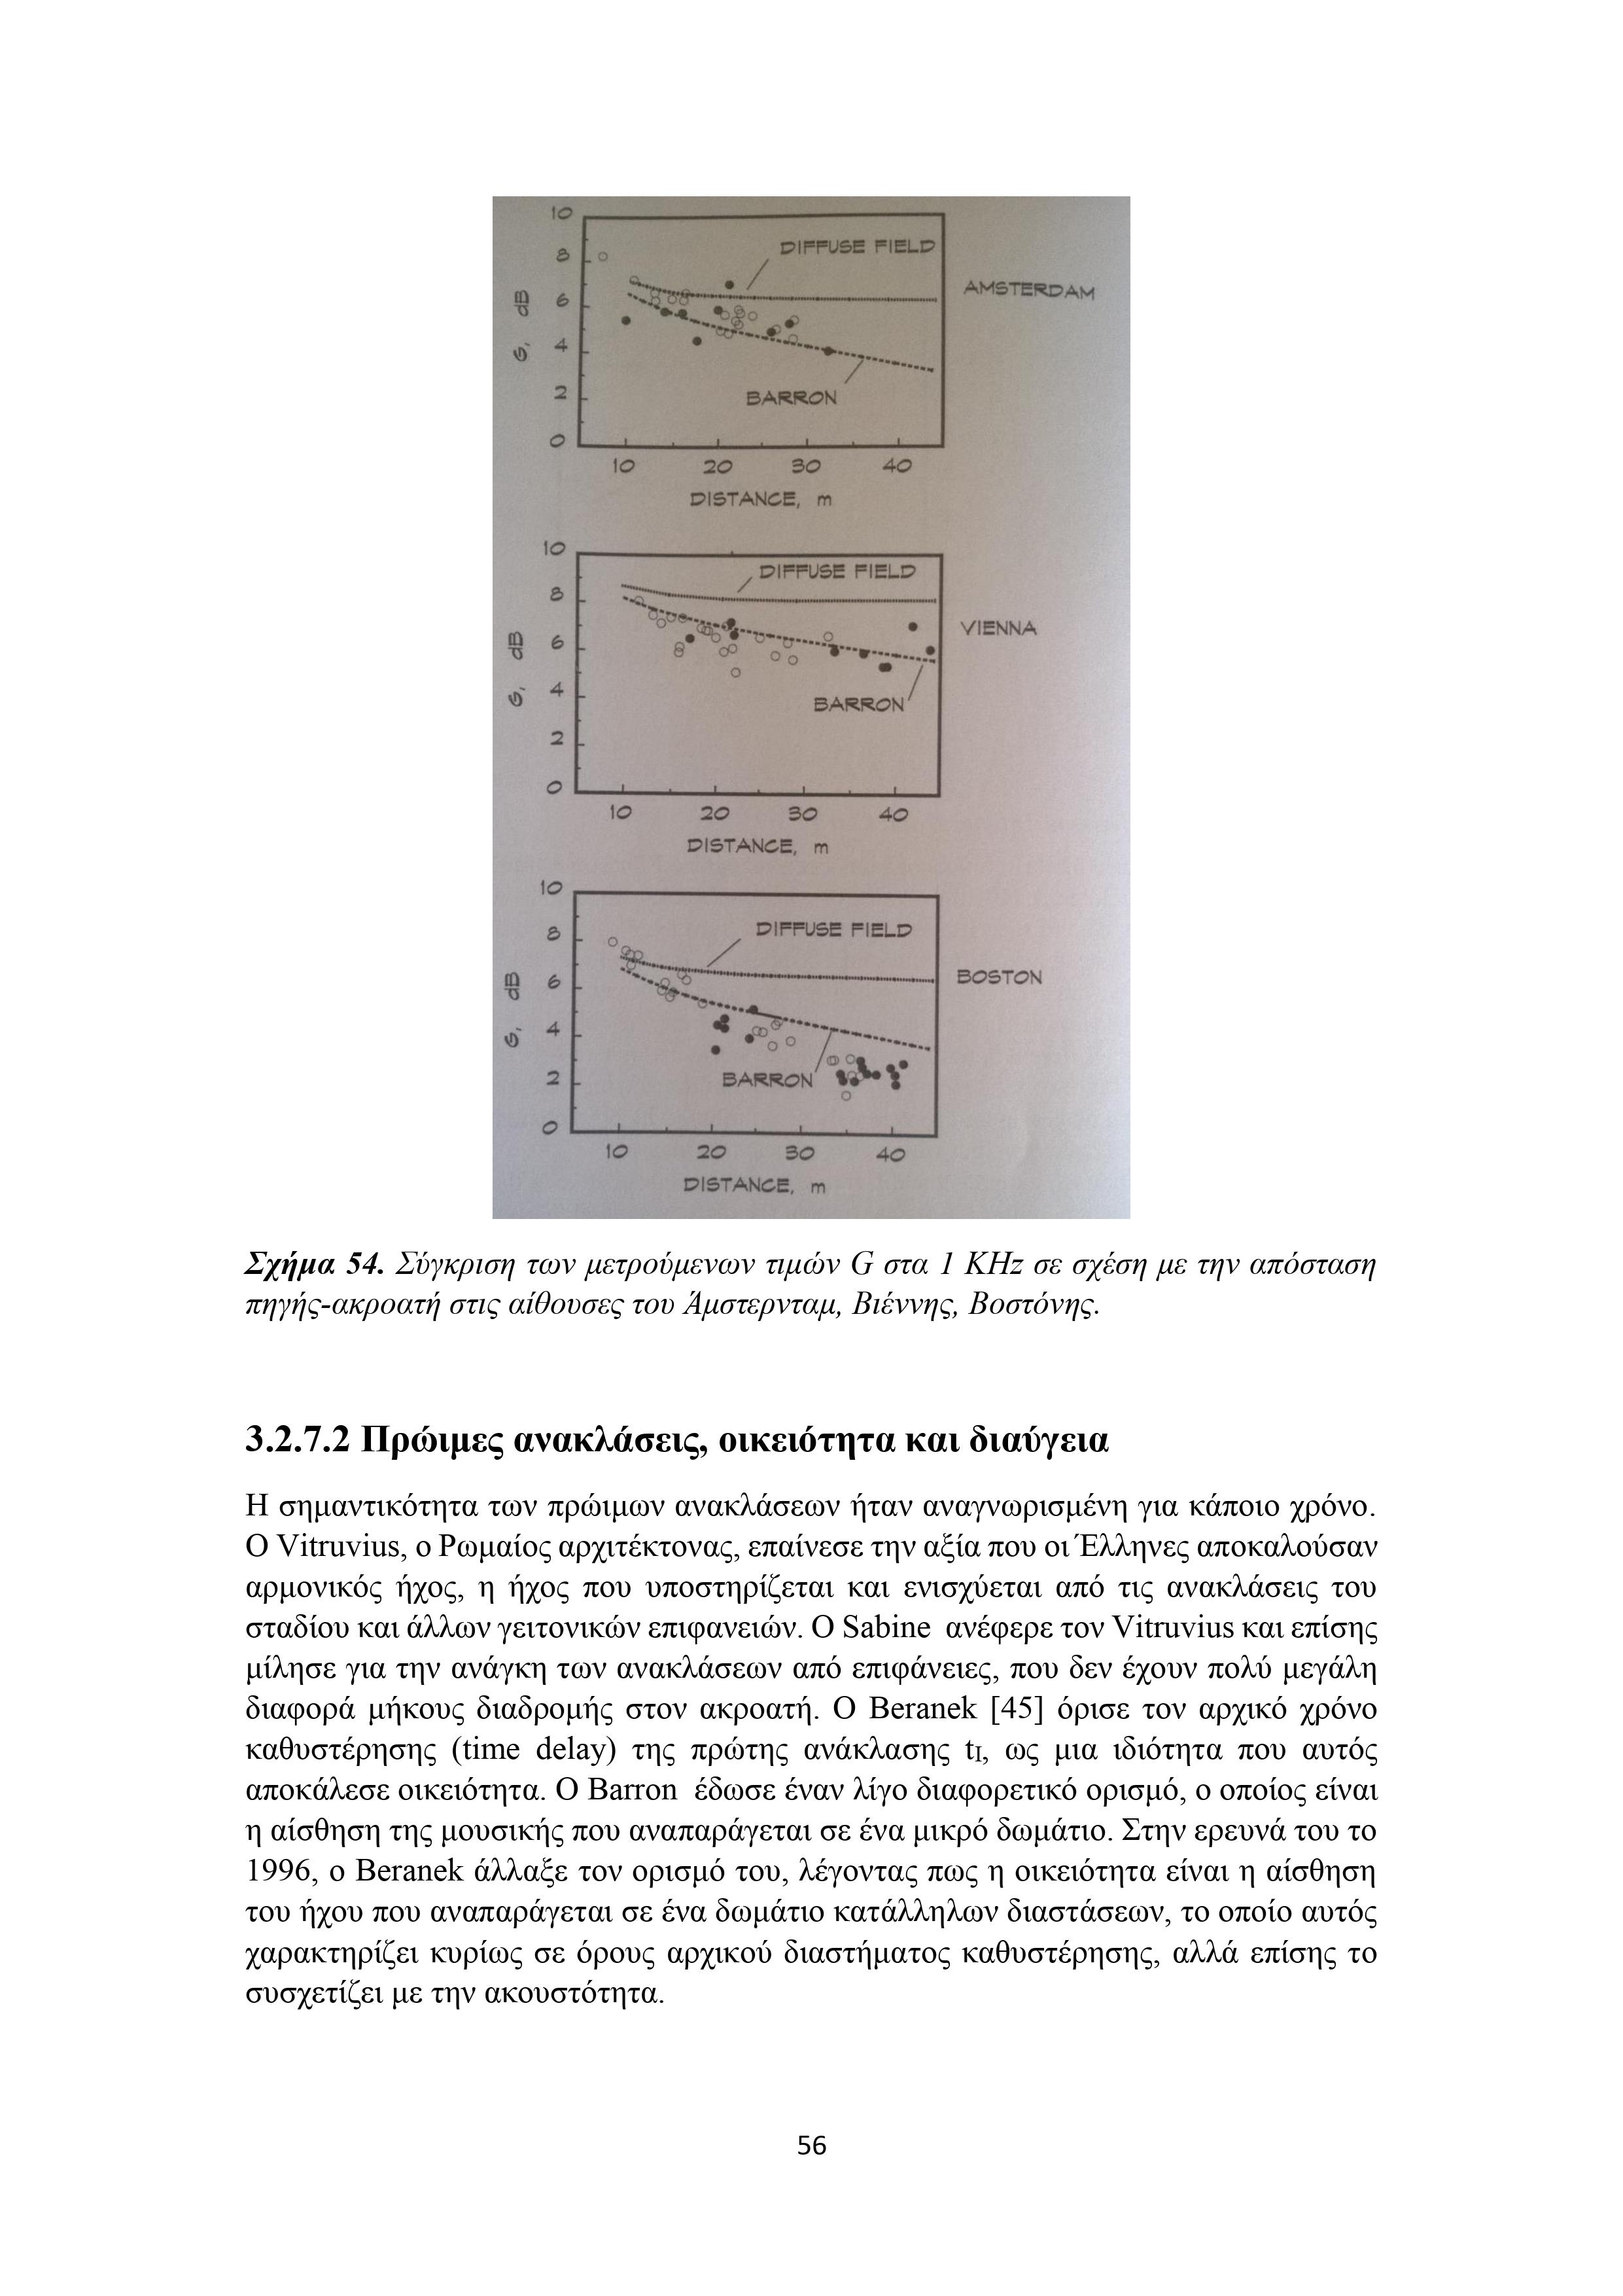 10
8
6
4
2
0
G, dB
DIFFUSE FIELD
BARRON
AMSTERDAM
10 20 30 40
DISTANCE, m
10
8
6
4
2
0
G, dB
DIFFUSE FIELD
BARRON
VIENNA
10 20 30 40
DISTANCE, m
10
8
6
4
2
0
G, dB
DIFFUSE FIELD
BARRON
BOSTON
10 20 30 40
DISTANCE, m
Σχήμα 54. Σύγκριση των μετρούμενων τιμών G στα 1 KHz σε σχέση με την απόσταση
πηγής-ακροατή στις αίθουσες του Άμστερνταμ, Βιέννης, Βοστόνης.
3.2.7.2 Πρώιμες ανακλάσεις, οικειότητα και διαύγεια
Η σημαντικότητα των πρώιμων ανακλάσεων ήταν αναγνωρισμένη για κάποιο χρόνο.
Ο Vitruvius, ο Ρωμαίος αρχιτέκτονας, επαίνεσε την αξία που οι Έλληνες αποκαλούσαν
αρμονικός ήχος, η ήχος που υποστηρίζεται και ενισχύεται από τις ανακλάσεις του
σταδίου και άλλων γειτονικών επιφανειών. Ο Sabine ανέφερε τον Vitruvius και επίσης
μίλησε για την ανάγκη των ανακλάσεων από επιφάνειες, που δεν έχουν πολύ μεγάλη
διαφορά μήκους διαδρομής στον ακροατή. Ο Beranek [45] όρισε τον αρχικό χρόνο
καθυστέρησης (time delay) της πρώτης ανάκλασης tI, ως μια ιδιότητα που αυτός
αποκάλεσε οικειότητα. Ο Barron έδωσε έναν λίγο διαφορετικό ορισμό, ο οποίος είναι
η αίσθηση της μουσικής που αναπαράγεται σε ένα μικρό δωμάτιο. Στην ερευνά του το
1996, ο Beranek άλλαξε τον ορισμό του, λέγοντας πως η οικειότητα είναι η αίσθηση
του ήχου που αναπαράγεται σε ένα δωμάτιο κατάλληλων διαστάσεων, το οποίο αυτός
χαρακτηρίζει κυρίως σε όρους αρχικού διαστήματος καθυστέρησης, αλλά επίσης το
συσχετίζει με την ακουστότητα.
56